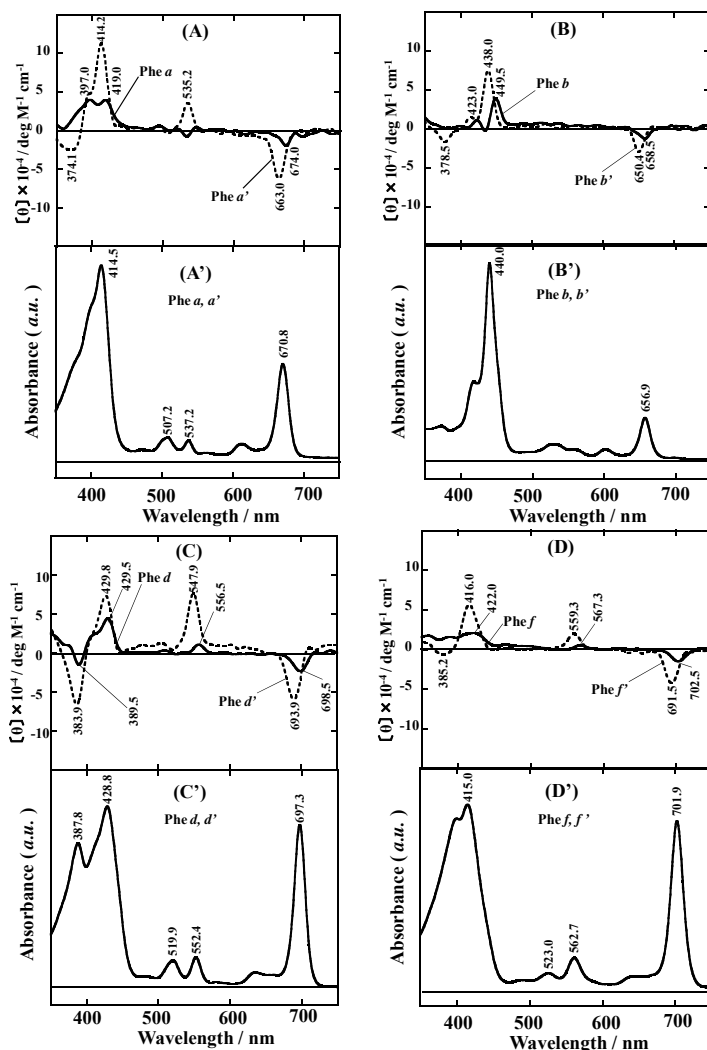 (A)
414.2
397.0
419.0
Phe a
535.2
374.1
Phe a’
663.0
674.0
10
5
0
-5
-10
[θ] × 10⁻⁴ / deg M⁻¹ cm⁻¹
(B)
438.0
423.0
449.5
Phe b
378.5
Phe b’
650.4
658.5
10
5
0
-5
-10
[θ] × 10⁻⁴ / deg M⁻¹ cm⁻¹
(A’)
Phe a, a’
414.5
507.2
537.2
670.8
Absorbance ( a.u. )
400 500 600 700
Wavelength / nm
(B’)
Phe b, b’
440.0
656.9
Absorbance ( a.u. )
400 500 600 700
Wavelength / nm
(C)
429.8
429.5
Phe d
547.9
556.5
383.9
389.5
Phe d’
693.9
698.5
10
5
0
-5
-10
[θ] × 10⁻⁴ / deg M⁻¹ cm⁻¹
(D)
416.0
422.0
Phe f
559.3
567.3
385.2
Phe f’
691.5
702.5
10
5
0
-5
-10
[θ] × 10⁻⁴ / deg M⁻¹ cm⁻¹
(C’)
Phe d, d’
387.8
428.8
519.9
552.4
697.3
Absorbance ( a.u. )
400 500 600 700
Wavelength / nm
(D’)
Phe f, f’
415.0
523.0
562.7
701.9
Absorbance ( a.u. )
400 500 600 700
Wavelength / nm